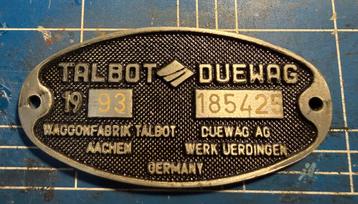 TALBOT DUEWAG
19 93 185425
WAGGONFABRIK TALBOT DUEWAG AG
AACHEN WERK UERDINGEN
GERMANY